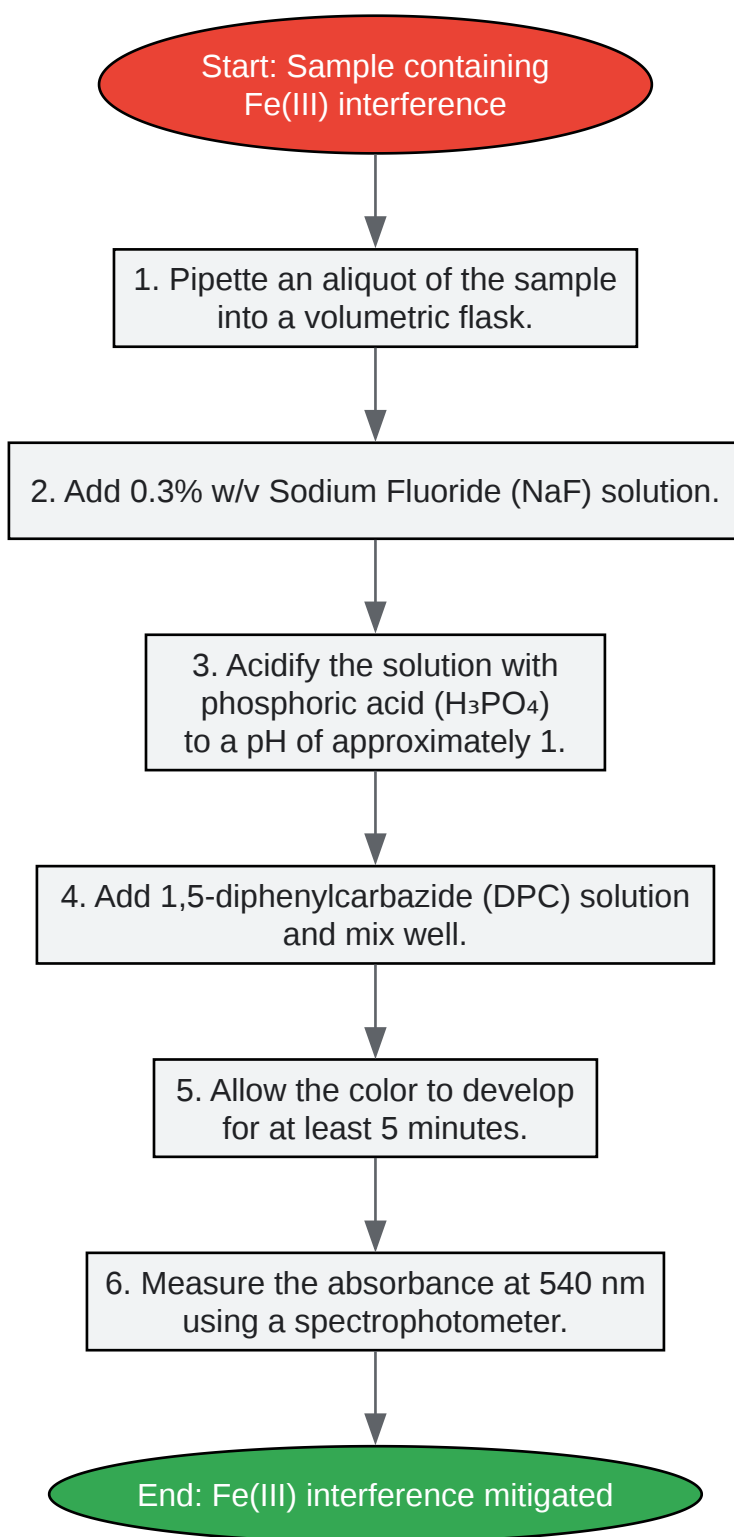 Start: Sample containing
Fe(III) interference
1. Pipette an aliquot of the sample
into a volumetric flask.
2. Add 0.3% w/v Sodium Fluoride (NaF) solution.
3. Acidify the solution with
phosphoric acid (H₃PO₄)
to a pH of approximately 1.
4. Add 1,5-diphenylcarbazide (DPC) solution
and mix well.
5. Allow the color to develop
for at least 5 minutes.
6. Measure the absorbance at 540 nm
using a spectrophotometer.
End: Fe(III) interference mitigated